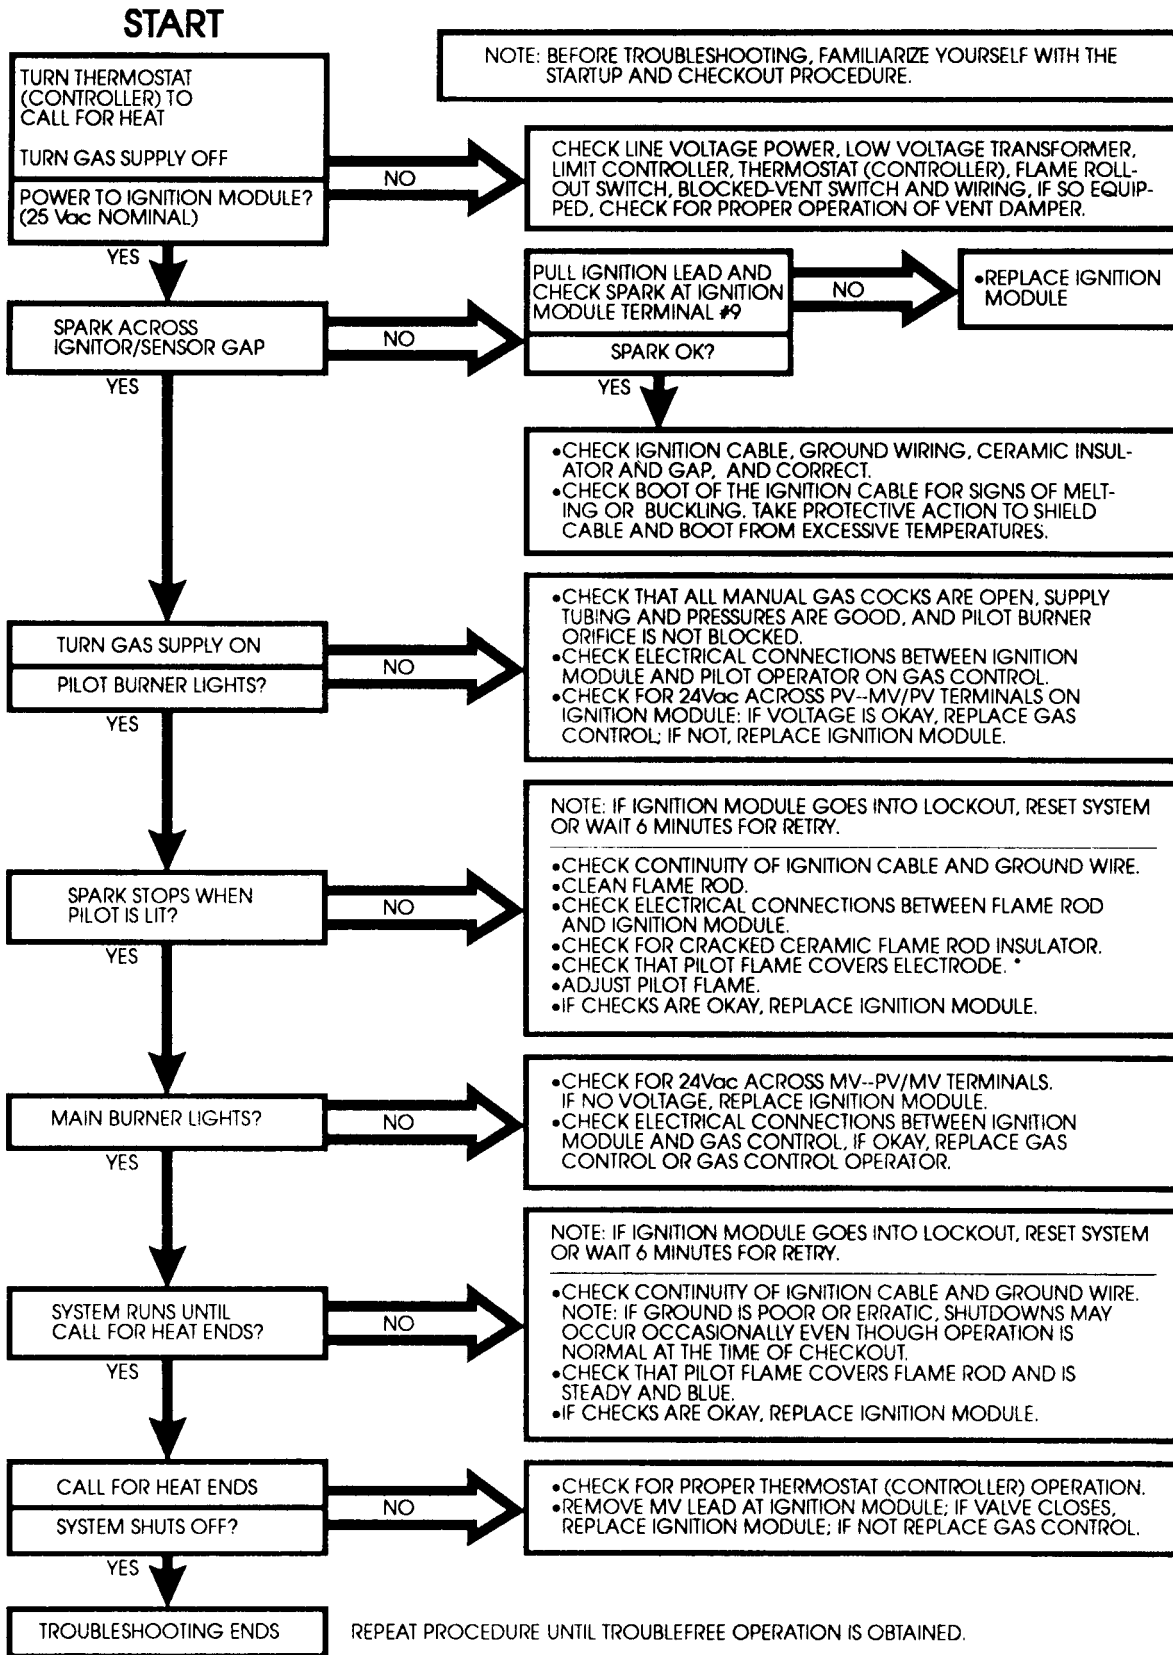 START
NOTE: BEFORE TROUBLESHOOTING, FAMILIARIZE YOURSELF WITH THE
STARTUP AND CHECKOUT PROCEDURE.
TURN THERMOSTAT
(CONTROLLER) TO
CALL FOR HEAT
TURN GAS SUPPLY OFF
POWER TO IGNITION MODULE?
(25 Vac NOMINAL)
NO
CHECK LINE VOLTAGE POWER, LOW VOLTAGE TRANSFORMER,
LIMIT CONTROLLER, THERMOSTAT (CONTROLLER), FLAME ROLL-
OUT SWITCH, BLOCKED-VENT SWITCH AND WIRING, IF SO EQUIP-
PED, CHECK FOR PROPER OPERATION OF VENT DAMPER.
YES
SPARK ACROSS
IGNITOR/SENSOR GAP
NO
PULL IGNITION LEAD AND
CHECK SPARK AT IGNITION
MODULE TERMINAL #9
SPARK OK?
NO
•REPLACE IGNITION
MODULE
YES
YES
•CHECK IGNITION CABLE, GROUND WIRING, CERAMIC INSUL-
ATOR AND GAP, AND CORRECT.
•CHECK BOOT OF THE IGNITION CABLE FOR SIGNS OF MELT-
ING OR BUCKLING. TAKE PROTECTIVE ACTION TO SHIELD
CABLE AND BOOT FROM EXCESSIVE TEMPERATURES.
TURN GAS SUPPLY ON
PILOT BURNER LIGHTS?
NO
•CHECK THAT ALL MANUAL GAS COCKS ARE OPEN, SUPPLY
TUBING AND PRESSURES ARE GOOD, AND PILOT BURNER
ORIFICE IS NOT BLOCKED.
•CHECK ELECTRICAL CONNECTIONS BETWEEN IGNITION
MODULE AND PILOT OPERATOR ON GAS CONTROL.
•CHECK FOR 24Vac ACROSS PV--MV/PV TERMINALS ON
IGNITION MODULE: IF VOLTAGE IS OKAY, REPLACE GAS
CONTROL; IF NOT, REPLACE IGNITION MODULE.
YES
SPARK STOPS WHEN
PILOT IS LIT?
NO
NOTE: IF IGNITION MODULE GOES INTO LOCKOUT, RESET SYSTEM
OR WAIT 6 MINUTES FOR RETRY.
•CHECK CONTINUITY OF IGNITION CABLE AND GROUND WIRE.
•CLEAN FLAME ROD.
•CHECK ELECTRICAL CONNECTIONS BETWEEN FLAME ROD
AND IGNITION MODULE.
•CHECK FOR CRACKED CERAMIC FLAME ROD INSULATOR.
•CHECK THAT PILOT FLAME COVERS ELECTRODE. *
•ADJUST PILOT FLAME.
•IF CHECKS ARE OKAY, REPLACE IGNITION MODULE.
YES
MAIN BURNER LIGHTS?
NO
•CHECK FOR 24Vac ACROSS MV--PV/MV TERMINALS.
IF NO VOLTAGE, REPLACE IGNITION MODULE.
•CHECK ELECTRICAL CONNECTIONS BETWEEN IGNITION
MODULE AND GAS CONTROL, IF OKAY, REPLACE GAS
CONTROL OR GAS CONTROL OPERATOR.
YES
SYSTEM RUNS UNTIL
CALL FOR HEAT ENDS?
NO
NOTE: IF IGNITION MODULE GOES INTO LOCKOUT, RESET SYSTEM
OR WAIT 6 MINUTES FOR RETRY.
•CHECK CONTINUITY OF IGNITION CABLE AND GROUND WIRE.
NOTE: IF GROUND IS POOR OR ERRATIC, SHUTDOWNS MAY
OCCUR OCCASIONALLY EVEN THOUGH OPERATION IS
NORMAL AT THE TIME OF CHECKOUT.
•CHECK THAT PILOT FLAME COVERS FLAME ROD AND IS
STEADY AND BLUE.
•IF CHECKS ARE OKAY, REPLACE IGNITION MODULE.
YES
CALL FOR HEAT ENDS
SYSTEM SHUTS OFF?
NO
•CHECK FOR PROPER THERMOSTAT (CONTROLLER) OPERATION.
•REMOVE MV LEAD AT IGNITION MODULE; IF VALVE CLOSES,
REPLACE IGNITION MODULE; IF NOT REPLACE GAS CONTROL.
YES
TROUBLESHOOTING ENDS
REPEAT PROCEDURE UNTIL TROUBLEFREE OPERATION IS OBTAINED.